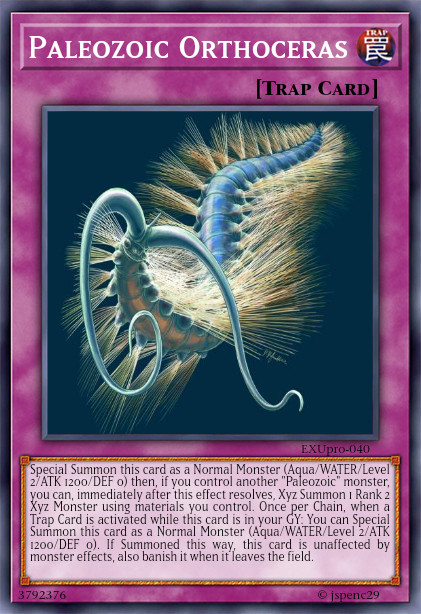 PALEOZOIC ORTHOCERAS
TRAP
罠
[TRAP CARD]
EXUpro-040
Special Summon this card as a Normal Monster (Aqua/WATER/Level
2/ATK 1200/DEF 0) then, if you control another "Paleozoic" monster,
you can, immediately after this effect resolves, Xyz Summon 1 Rank 2
Xyz Monster using materials you control. Once per Chain, when a
Trap Card is activated while this card is in your GY: You can Special
Summon this card as a Normal Monster (Aqua/WATER/Level 2/ATK
1200/DEF 0). If Summoned this way, this card is unaffected by
monster effects, also banish it when it leaves the field.
3792376
© jspenc29